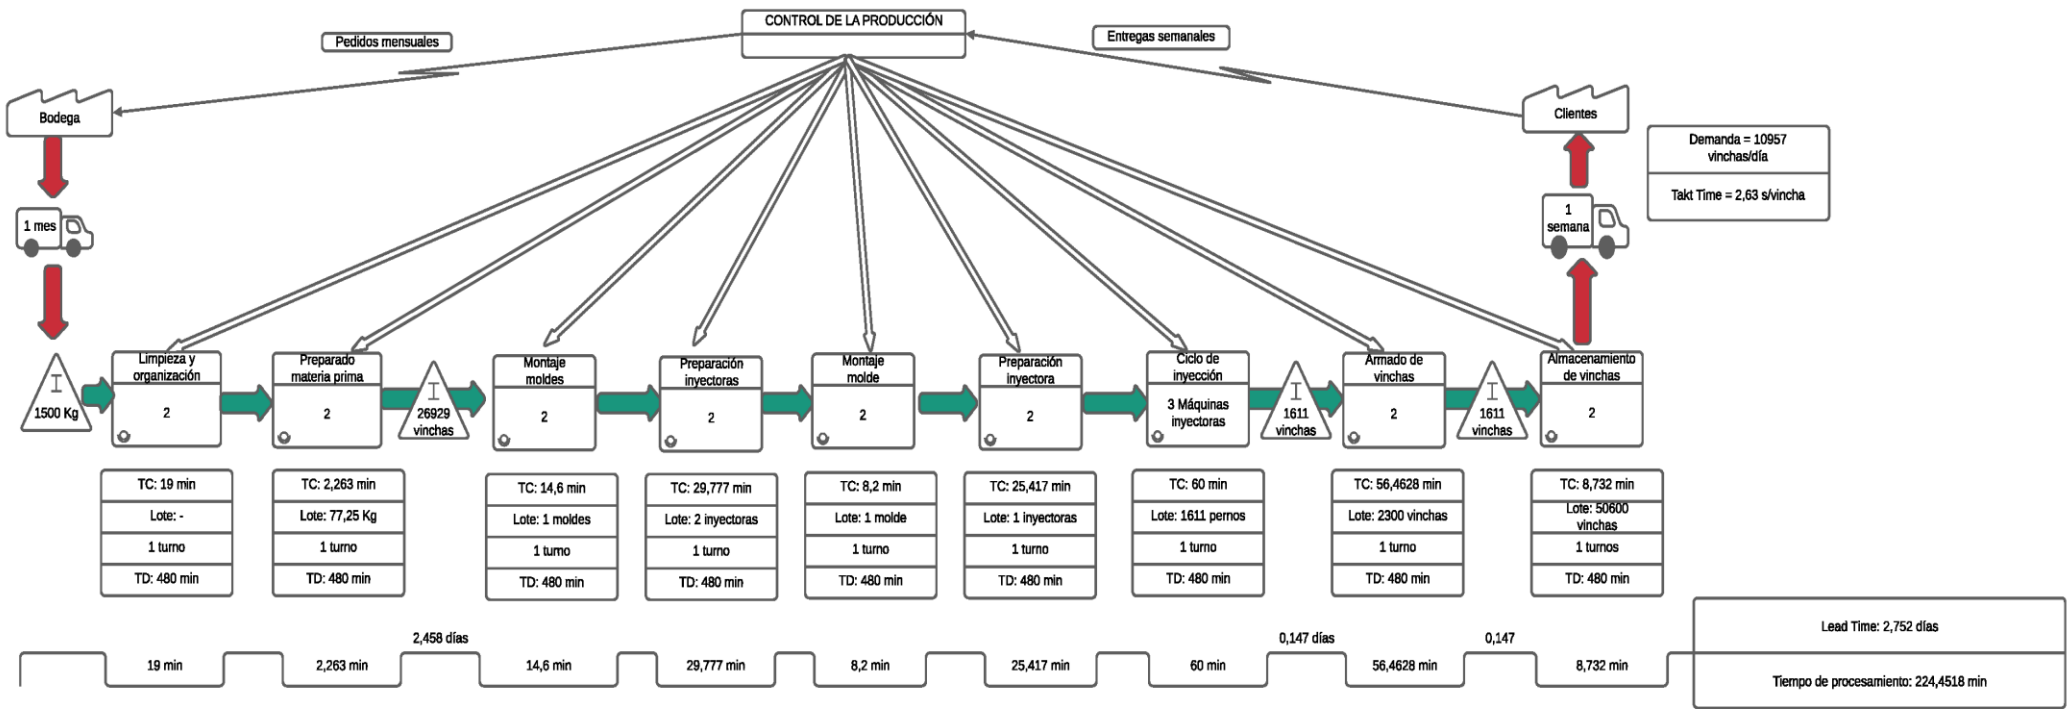 CONTROL DE LA PRODUCCIÓN
Pedidos mensuales
Entregas semanales
Bodega
Clientes
Demanda = 10957
vinchas/día
Takt Time = 2,63 s/vincha
1 mes
1
semana
1500 Kg
Limpieza y
organización
2
Preparado
materia prima
2
26929
vinchas
Montaje
moldes
2
Preparación
inyectoras
2
Montaje
molde
2
Preparación
inyectora
2
Ciclo de
inyección
3 Máquinas
inyectoras
1611
vinchas
Armado de
vinchas
2
1611
vinchas
Almacenamiento
de vinchas
2
TC: 19 min
Lote: -
1 turno
TD: 480 min
TC: 2,263 min
Lote: 77,25 Kg
1 turno
TD: 480 min
TC: 14,6 min
Lote: 1 moldes
1 turno
TD: 480 min
TC: 29,777 min
Lote: 2 inyectoras
1 turno
TD: 480 min
TC: 8,2 min
Lote: 1 molde
1 turno
TD: 480 min
TC: 25,417 min
Lote: 1 inyectoras
1 turno
TD: 480 min
TC: 60 min
Lote: 1611 pernos
1 turno
TD: 480 min
TC: 56,4628 min
Lote: 2300 vinchas
1 turno
TD: 480 min
TC: 8,732 min
Lote: 50600
vinchas
1 turnos
TD: 480 min
2,458 días
0,147 días
0,147
19 min
2,263 min
14,6 min
29,777 min
8,2 min
25,417 min
60 min
56,4628 min
8,732 min
Lead Time: 2,752 días
Tiempo de procesamiento: 224,4518 min